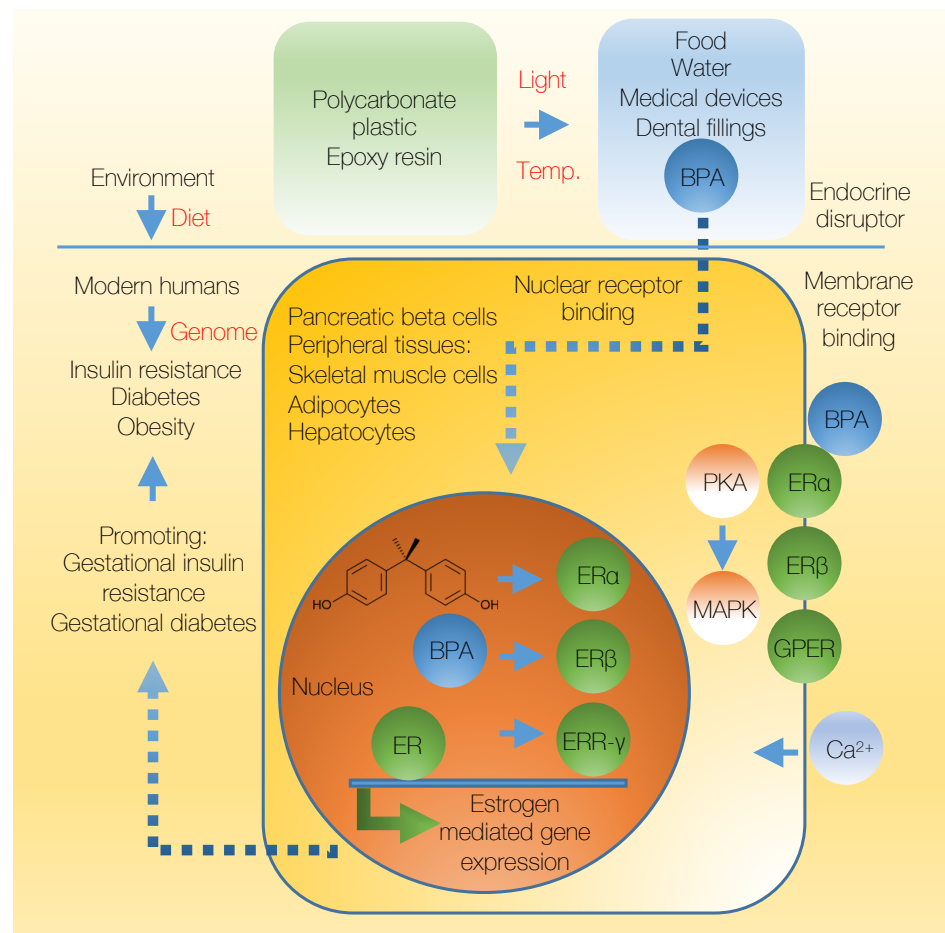 Polycarbonate
plastic
Epoxy resin
Light
Temp.
Food
Water
Medical devices
Dental fillings
BPA
Endocrine
disruptor
Environment
Diet
Modern humans
Genome
Insulin resistance
Diabetes
Obesity
Promoting:
Gestational insulin
resistance
Gestational diabetes
Pancreatic beta cells
Peripheral tissues:
Skeletal muscle cells
Adipocytes
Hepatocytes
Nuclear receptor
binding
Membrane
receptor
binding
BPA
PKA
ERα
ERβ
MAPK
GPER
Ca²⁺
HO
OH
ERα
BPA
ERβ
Nucleus
ER
ERR-γ
Estrogen
mediated gene
expression